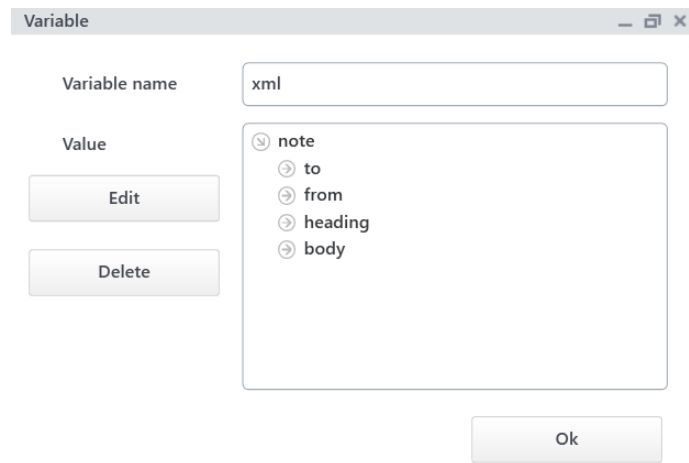 Variable
Variable name
xml
Value
note
to
from
heading
body
Edit
Delete
Ok